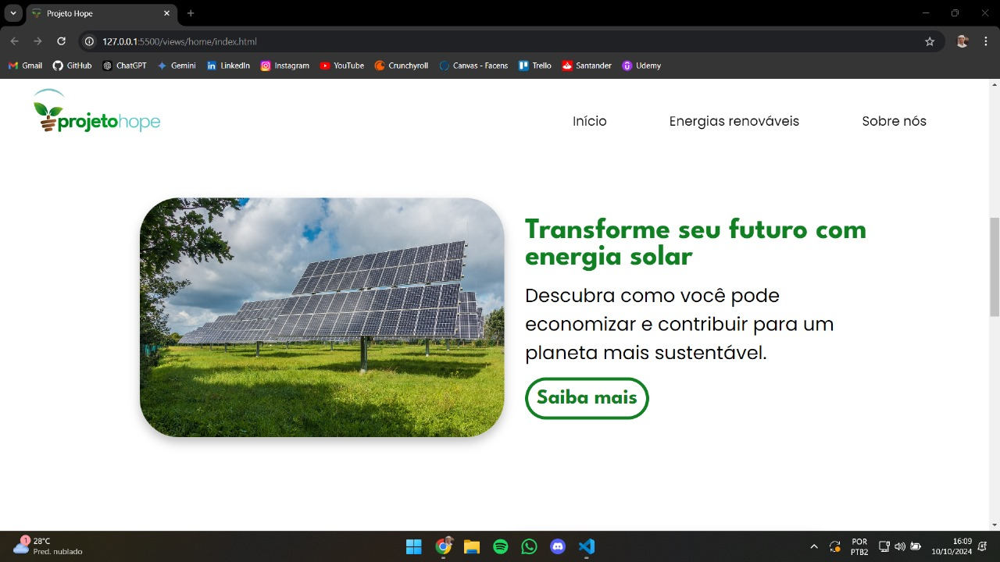 Projeto Hope
127.0.0.1:5500/views/home/index.html
Gmail GitHub ChatGPT Gemini LinkedIn Instagram YouTube Crunchyroll Canvas - Facens Trello Santander Udemy
projetohope
Início Energias renováveis Sobre nós
Transforme seu futuro com
energia solar
Descubra como você pode
economizar e contribuir para um
planeta mais sustentável.
Saiba mais
1
28°C
Pred. nublado
POR
PTB2
16:09
10/10/2024